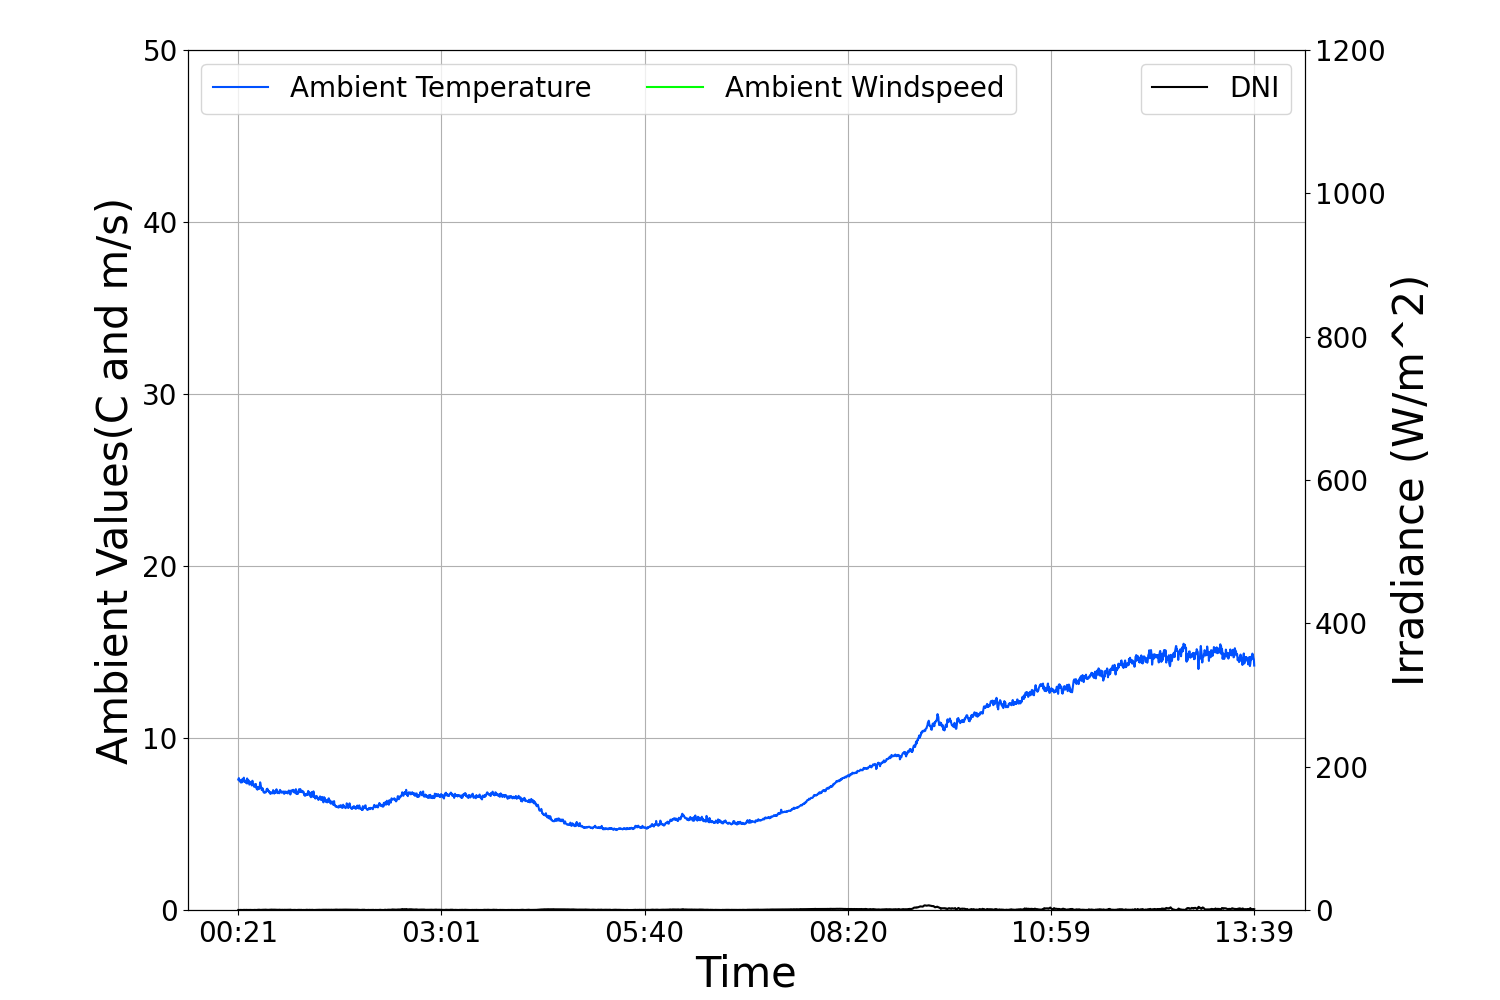 Ambient Temperature Ambient Windspeed DNI
50 1200
1000
40
800
30
600
20
400
10
200
0 0
Ambient Values(C and m/s)
Irradiance (W/m^2)
00:21 03:01 05:40 08:20 10:59 13:39
Time